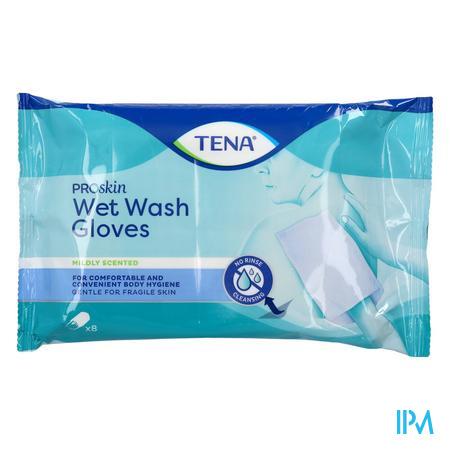 TENA®
PROskin
Wet Wash
Gloves
MILDLY SCENTED
FOR COMFORTABLE AND
CONVENIENT BODY HYGIENE
GENTLE FOR FRAGILE SKIN
x8
NO RINSE
CLEANSING
IPM